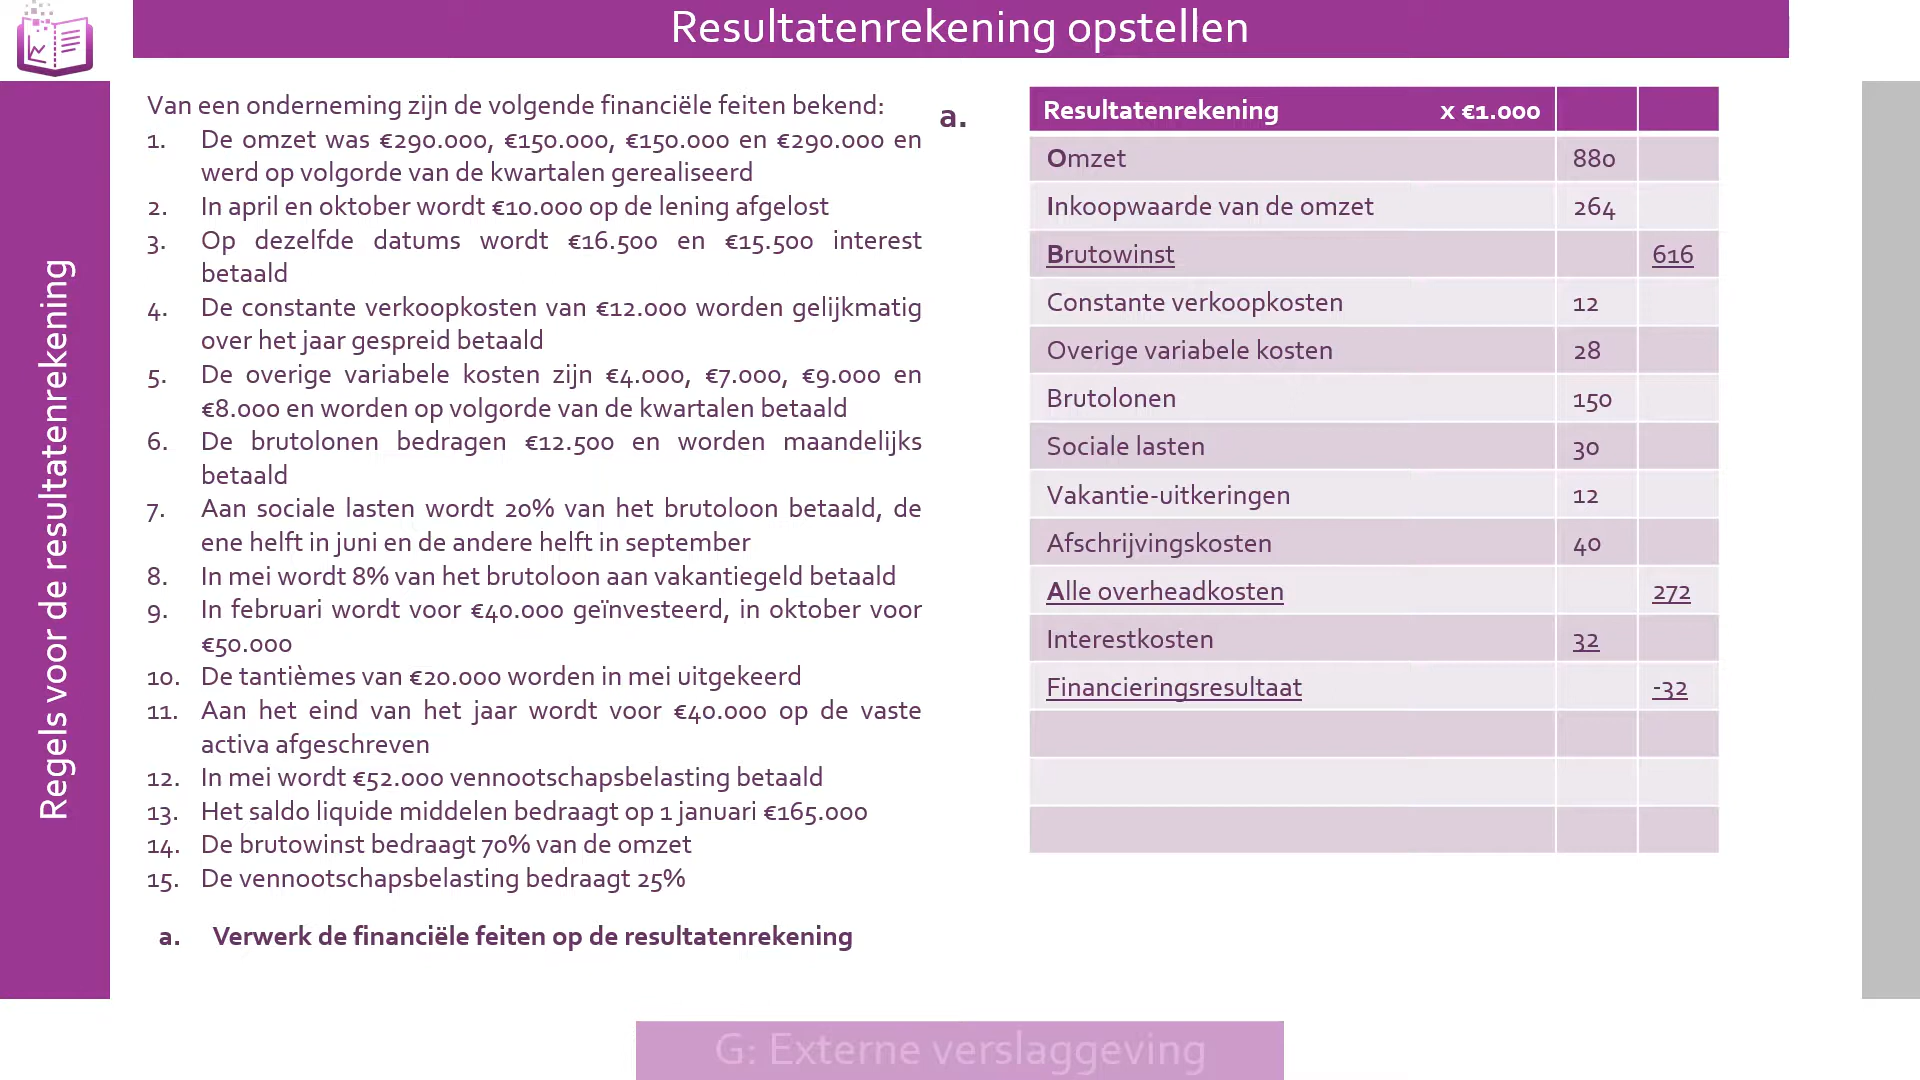 Resultatenrekening opstellen
Regels voor de resultatenrekening
Van een onderneming zijn de volgende financiële feiten bekend:
1. De omzet was €290.000, €150.000, €150.000 en €290.000 en
werd op volgorde van de kwartalen gerealiseerd
2. In april en oktober wordt €10.000 op de lening afgelost
3. Op dezelfde datums wordt €16.500 en €15.500 interest
betaald
4. De constante verkoopkosten van €12.000 worden gelijkmatig
over het jaar gespreid betaald
5. De overige variabele kosten zijn €4.000, €7.000, €9.000 en
€8.000 en worden op volgorde van de kwartalen betaald
6. De brutolonen bedragen €12.500 en worden maandelijks
betaald
7. Aan sociale lasten wordt 20% van het brutoloon betaald, de
ene helft in juni en de andere helft in september
8. In mei wordt 8% van het brutoloon aan vakantiegeld betaald
9. In februari wordt voor €40.000 geïnvesteerd, in oktober voor
€50.000
10. De tantièmes van €20.000 worden in mei uitgekeerd
11. Aan het eind van het jaar wordt voor €40.000 op de vaste
activa afgeschreven
12. In mei wordt €52.000 vennootschapsbelasting betaald
13. Het saldo liquide middelen bedraagt op 1 januari €165.000
14. De brutowinst bedraagt 70% van de omzet
15. De vennootschapsbelasting bedraagt 25%
a. Verwerk de financiële feiten op de resultatenrekening
a.
Resultatenrekening x €1.000
Omzet 880
Inkoopwaarde van de omzet 264
Brutowinst 616
Constante verkoopkosten 12
Overige variabele kosten 28
Brutolonen 150
Sociale lasten 30
Vakantie-uitkeringen 12
Afschrijvingskosten 40
Alle overheadkosten 272
Interestkosten 32
Financieringsresultaat -32
G: Externe verslaggeving